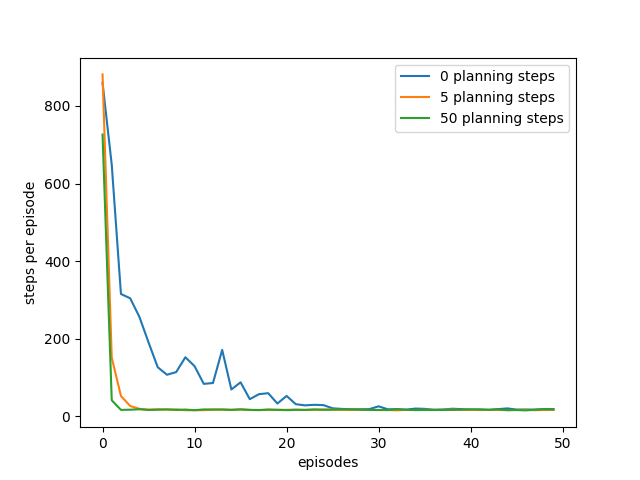 0 planning steps
5 planning steps
50 planning steps
800
600
400
200
0
steps per episode
0 10 20 30 40 50
episodes